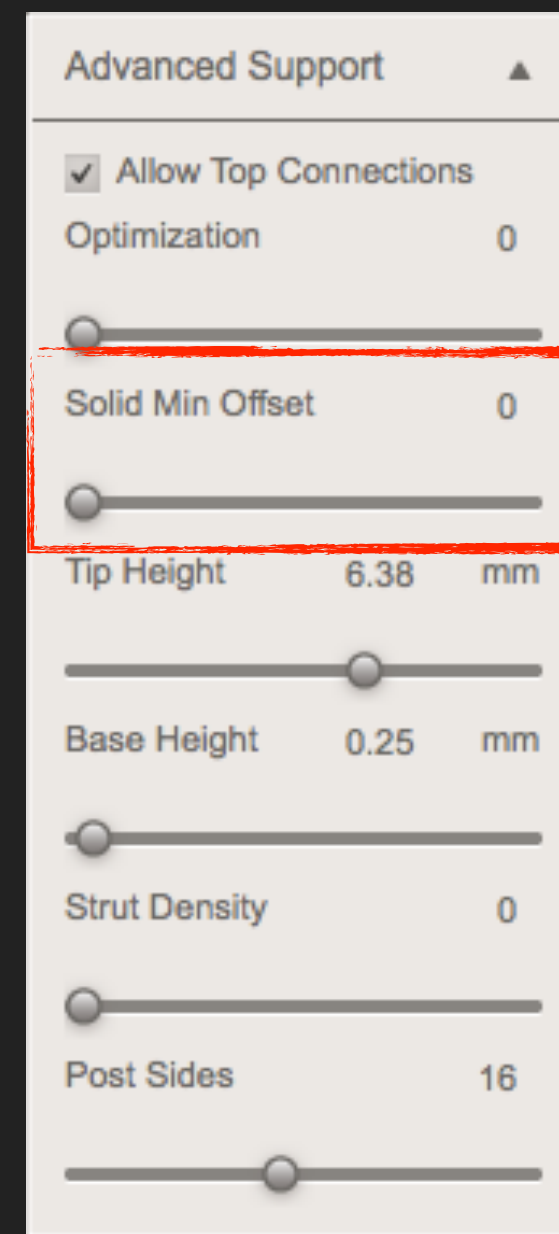 Advanced Support ▲
Allow Top Connections
Optimization 0
Solid Min Offset 0
Tip Height 6.38 mm
Base Height 0.25 mm
Strut Density 0
Post Sides 16